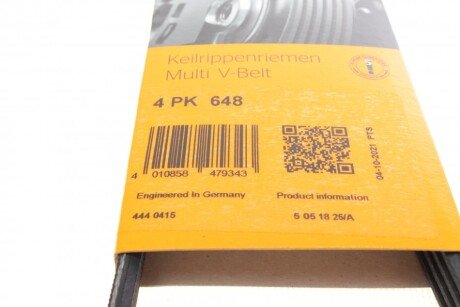 Keilrippenriemen
Multi V-Belt
4 PK 648
04-10-2021 PTS
4 010858 479343
Engineered In Germany
Product information
444 0415
5 05 18 25/A